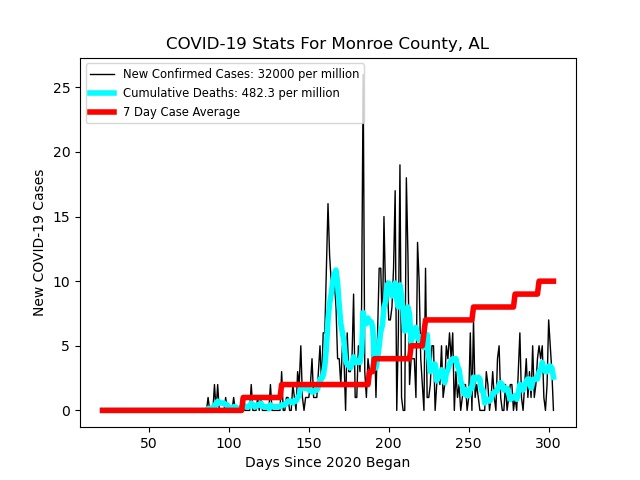 COVID-19 Stats For Monroe County, AL
New Confirmed Cases: 32000 per million
Cumulative Deaths: 482.3 per million
7 Day Case Average
New COVID-19 Cases
25
20
15
10
5
0
50 100 150 200 250 300
Days Since 2020 Began